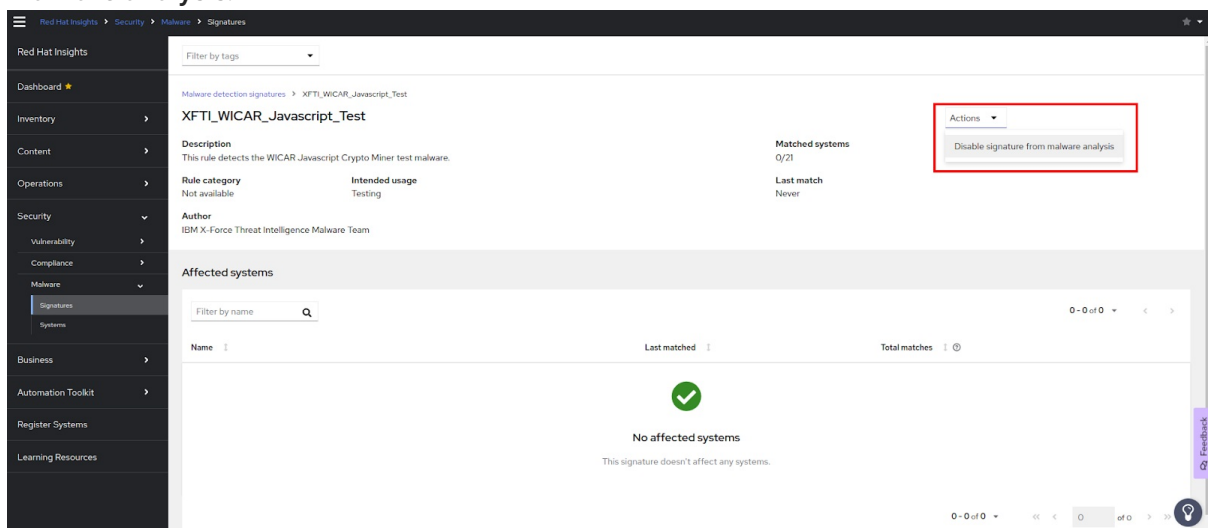 Red Hat Insights > Security > Malware > Signatures
Red Hat Insights
Dashboard
Inventory
Content
Operations
Security
Vulnerability
Compliance
Malware
Signatures
Systems
Business
Automation Toolkit
Register Systems
Learning Resources
Filter by tags
Malware detection signatures > XFTI_WICAR_Javascript_Test
XFTI_WICAR_Javascript_Test
Actions
Disable signature from malware analysis
Description
This rule detects the WICAR Javascript Crypto Miner test malware.
Matched systems
0/21
Rule category
Not available
Intended usage
Testing
Last match
Never
Author
IBM X-Force Threat Intelligence Malware Team
Affected systems
Filter by name
0 - 0 of 0
Name
Last matched
Total matches
No affected systems
This signature doesn't affect any systems.
0 - 0 of 0
0 of 0
Feedback